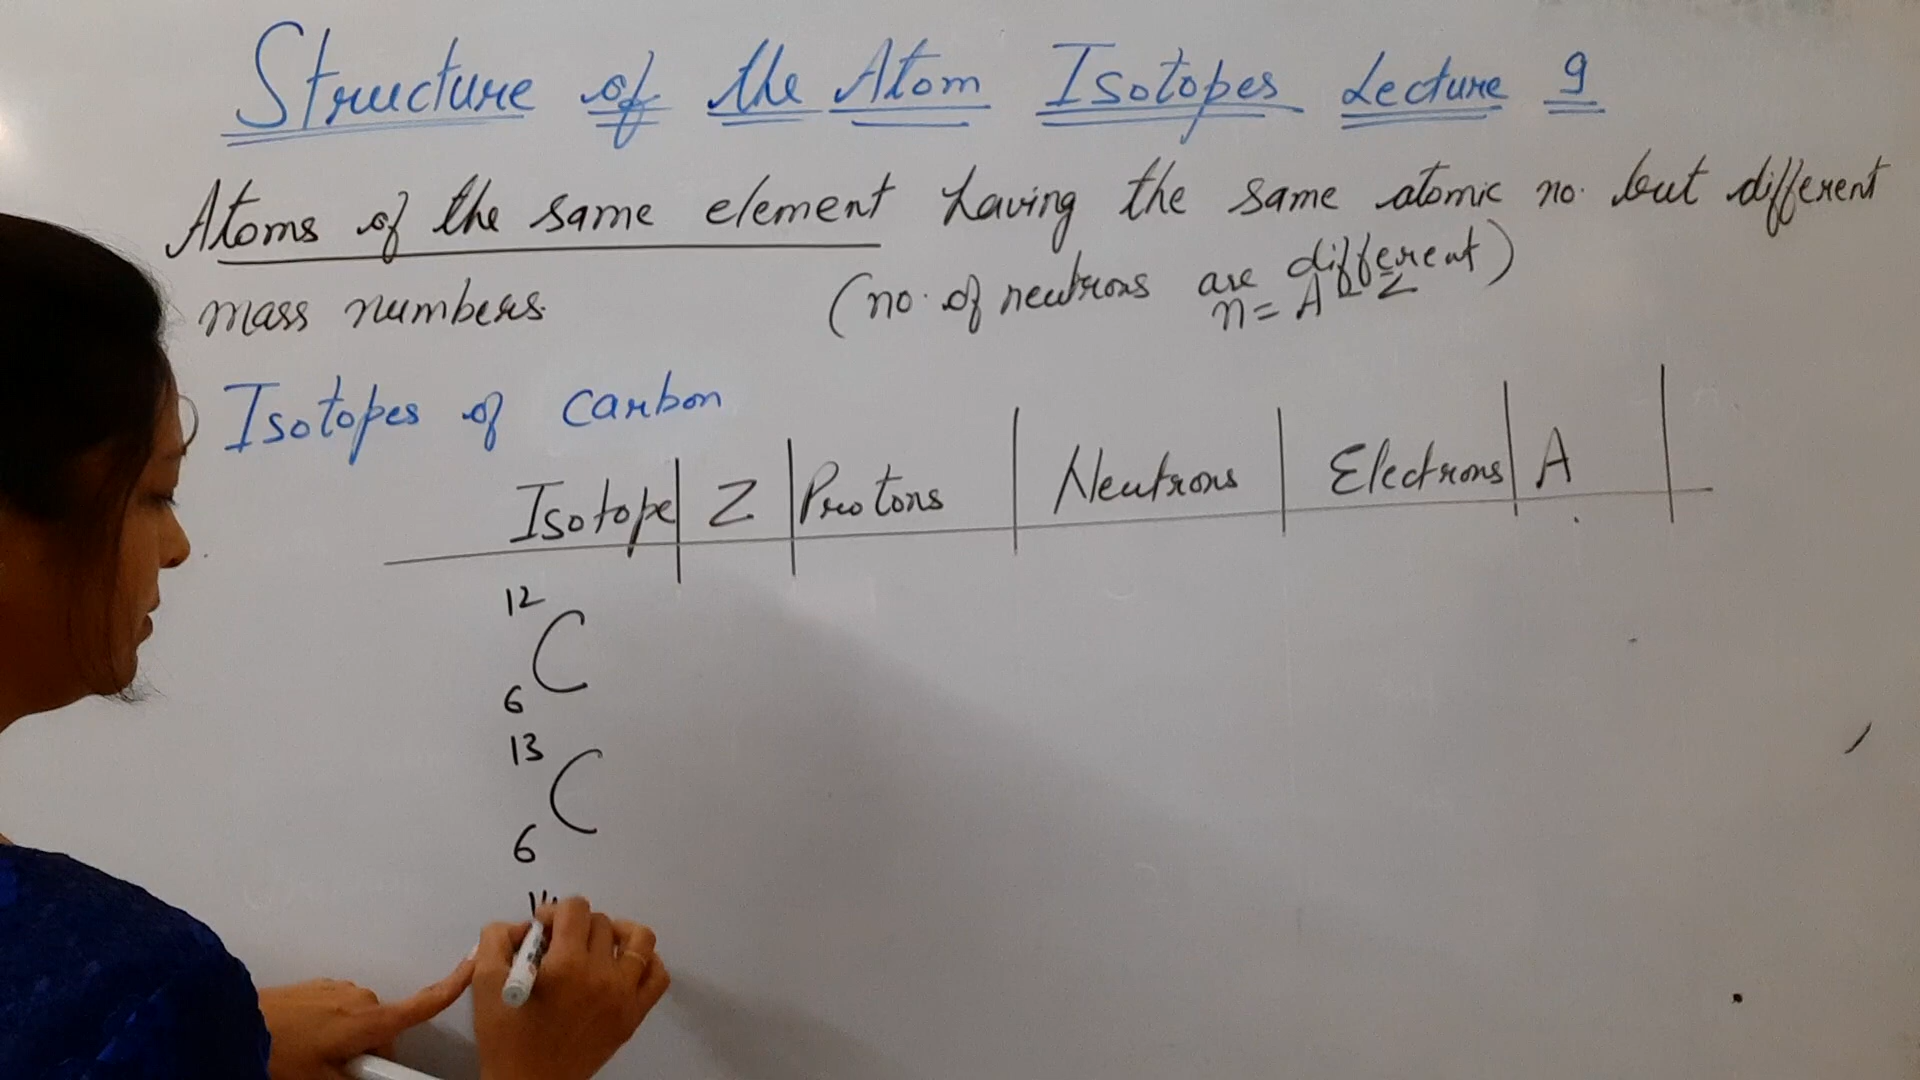 Structure of the Atom Isotopes Lecture 9
Atoms of the same element having the same atomic no. but different
mass numbers. (no. of neutrons are different)
n = A - Z
Isotopes of carbon
Isotope Z Protons Neutrons Electrons A
12
C
6
13
C
6